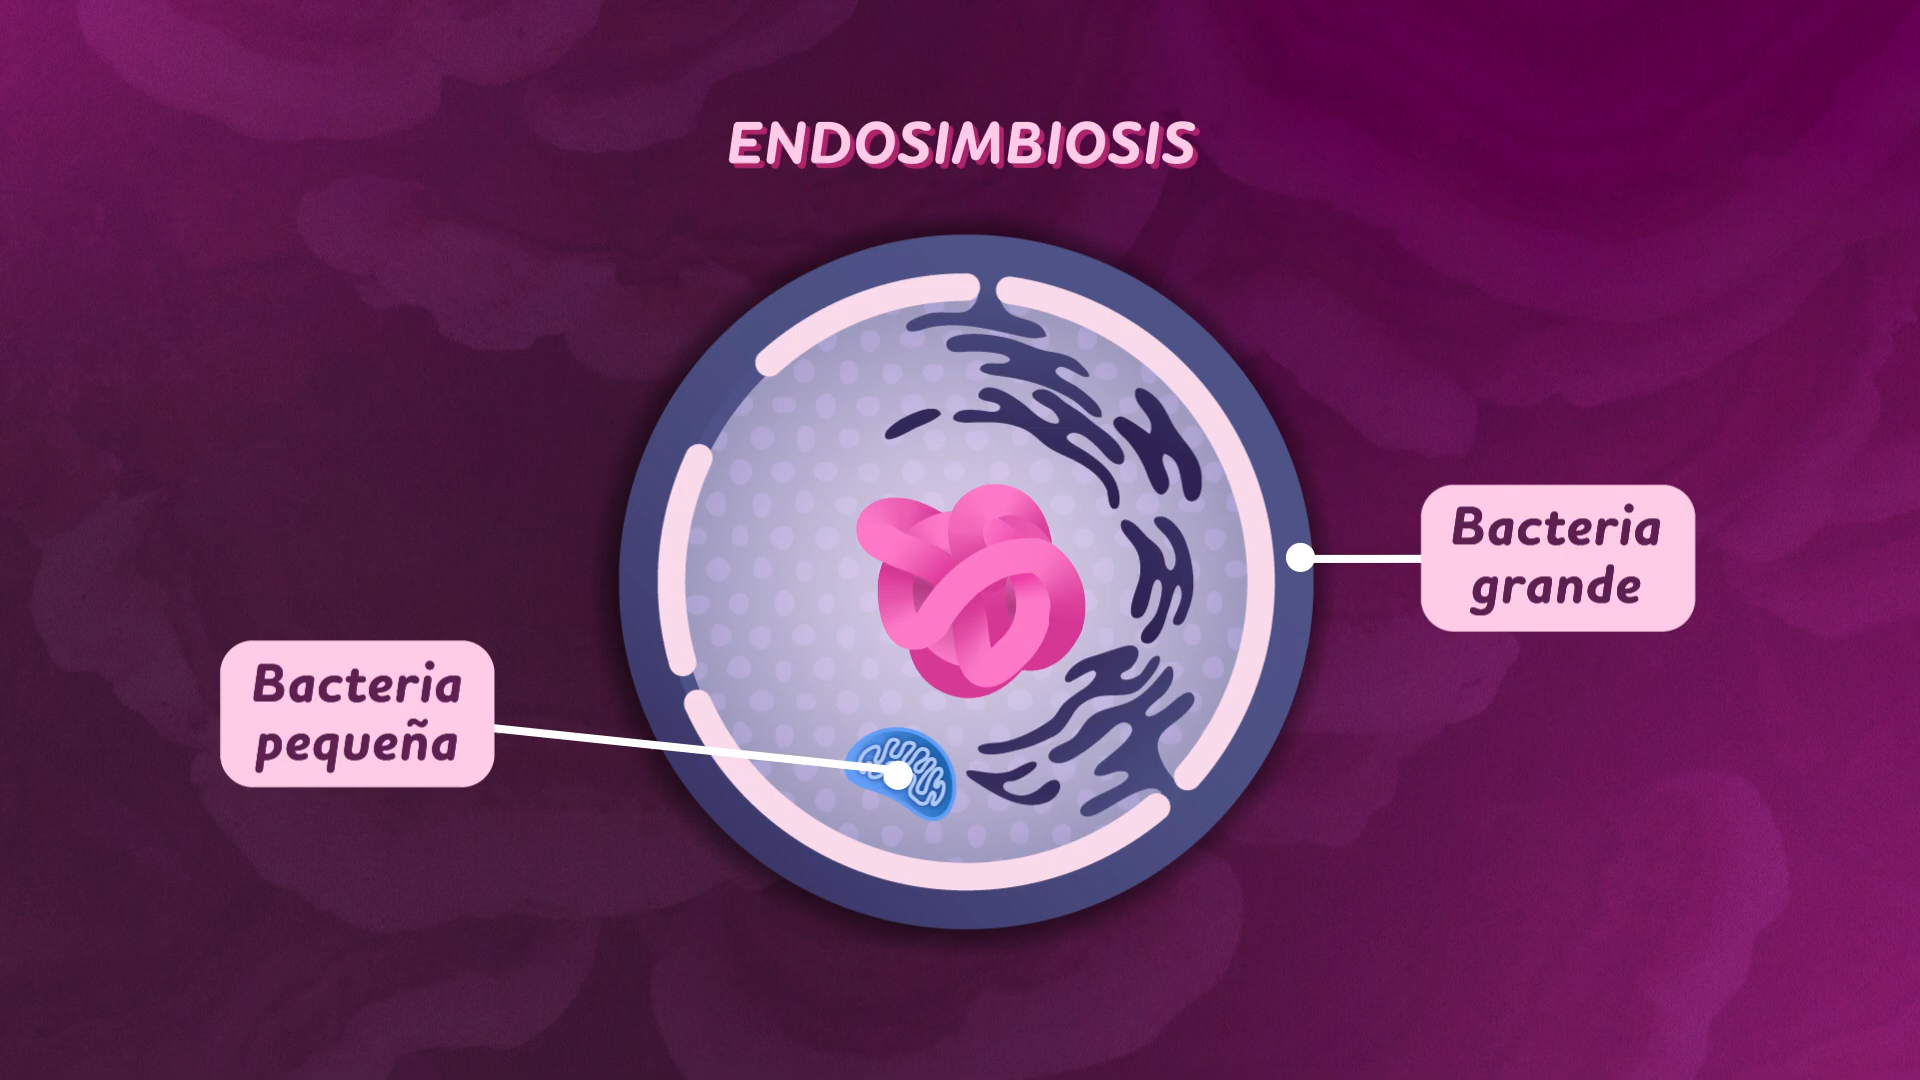 ENDOSIMBIOSIS
Bacteria
grande
Bacteria
pequeña